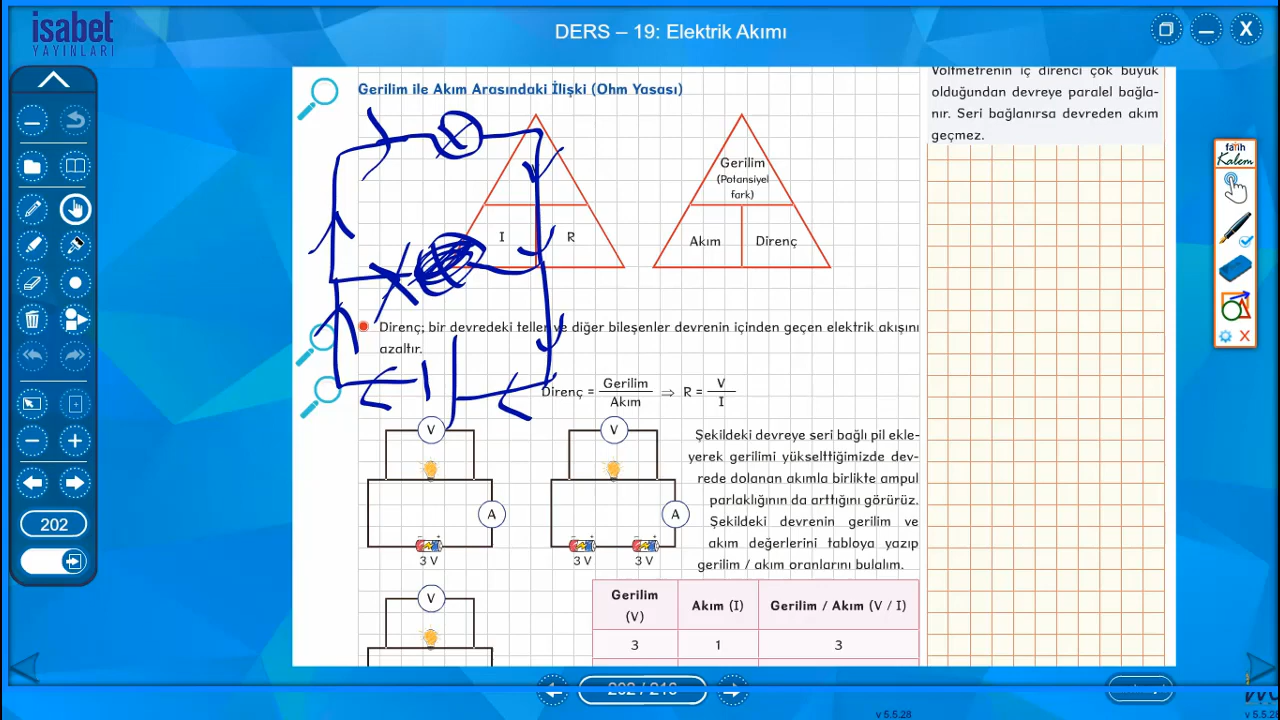 isabet
YAYINLARI
DERS – 19: Elektrik Akımı
X
Gerilim ile Akım Arasındaki İlişki (Ohm Yasası)
I
R
Gerilim
(Potansiyel
fark)
Akım
Direnç
Voltmetrenin iç direnci çok büyük
olduğundan devreye paralel bağla-
nır. Seri bağlanırsa devreden akım
geçmez.
Direnç; bir devredeki teller ve diğer bileşenler devrenin içinden geçen elektrik akışını
azaltır.
Direnç = Gerilim / Akım ⇒ R = V / I
V
A
3 V
V
A
3 V
3 V
Şekildeki devreye seri bağlı pil ekle-
yerek gerilimi yükselttiğimizde dev-
rede dolanan akımla birlikte ampul
parlaklığının da arttığını görürüz.
Şekildeki devrenin gerilim ve
akım değerlerini tabloya yazıp
gerilim / akım oranlarını bulalım.
V
Gerilim
(V)
Akım (I)
Gerilim / Akım (V / I)
3
1
3
202
fatih
Kalem
X
202 / 216
v 5.5.28
v 5.5.28